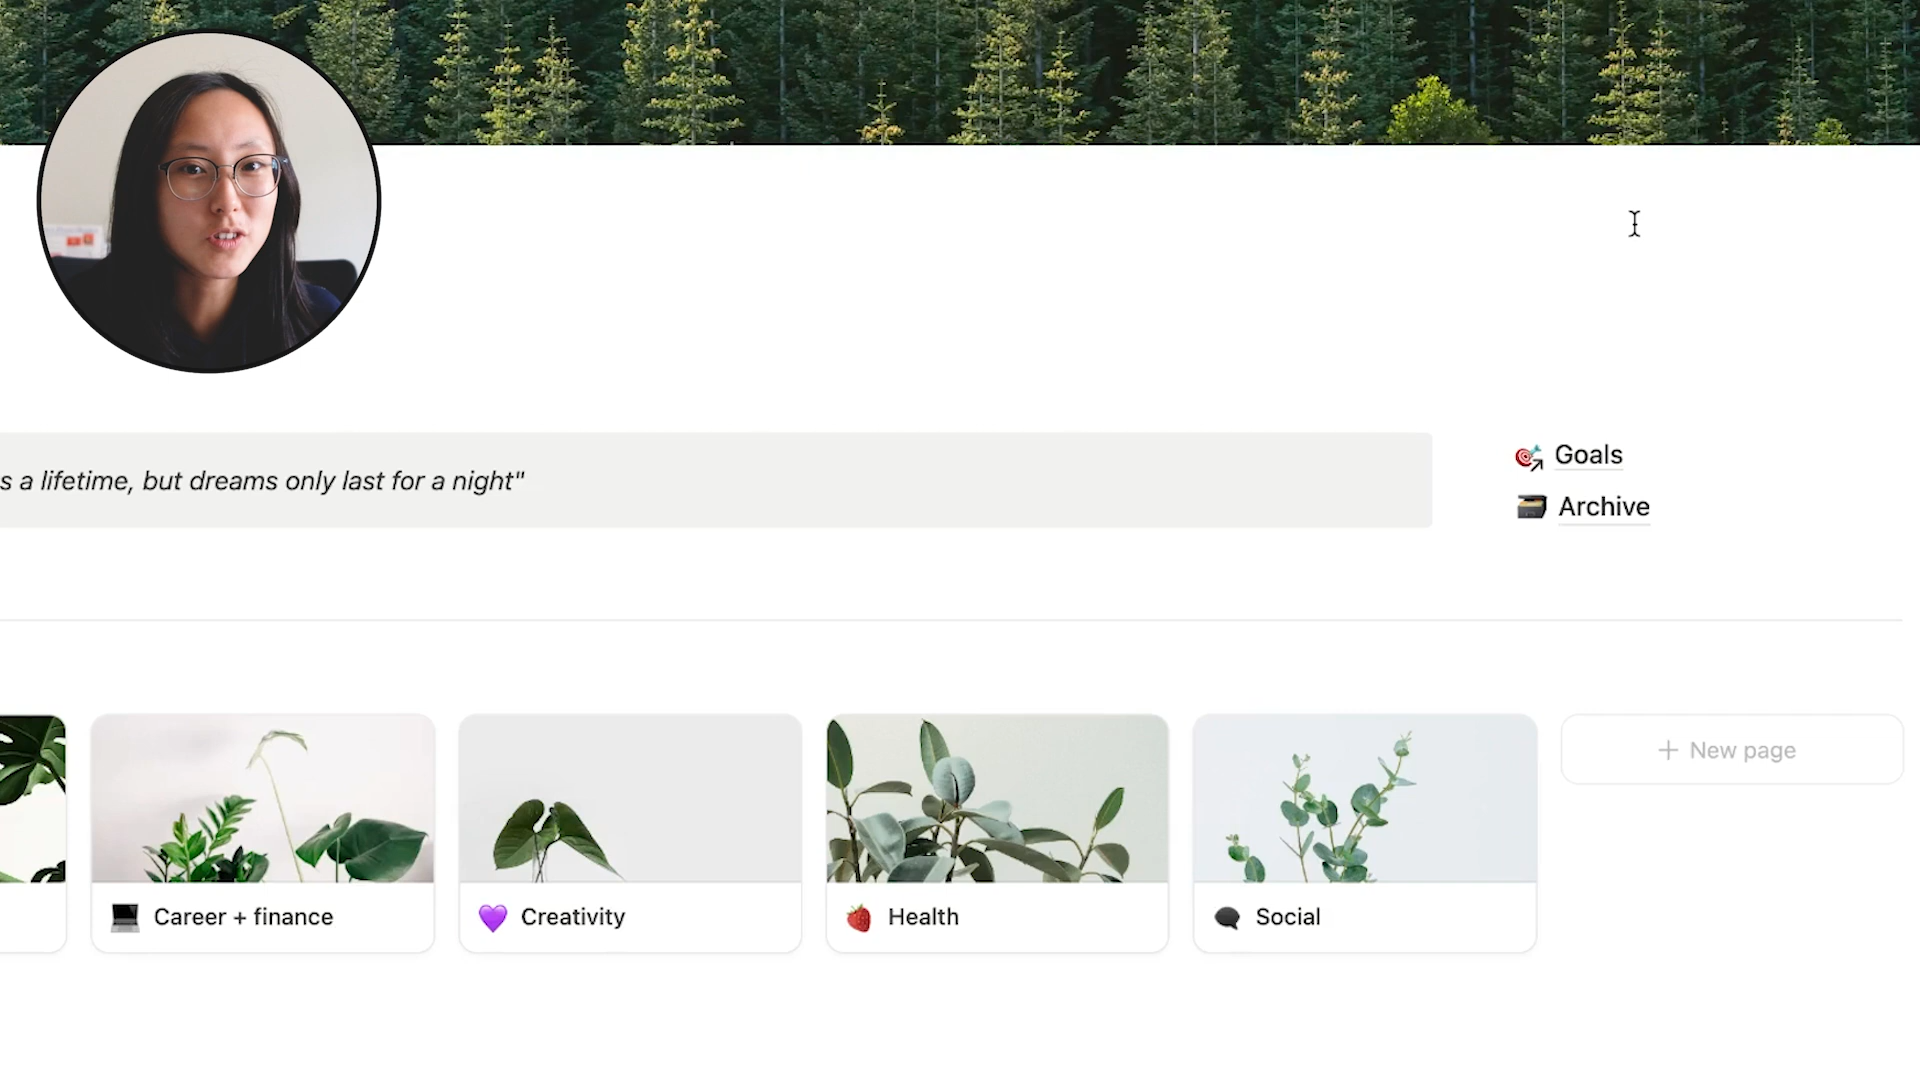 s a lifetime, but dreams only last for a night"
Goals
Archive
Career + finance
Creativity
Health
Social
+ New page